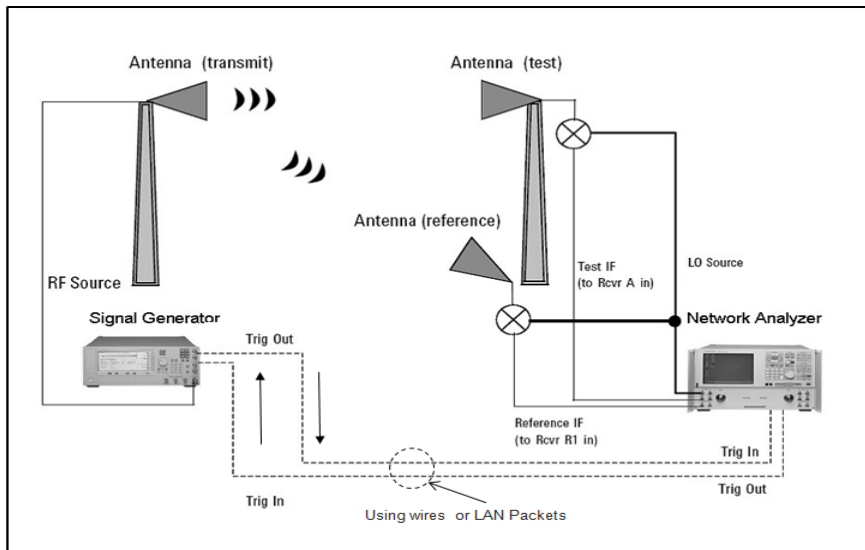 Antenna (transmit)
Antenna (test)
Antenna (reference)
RF Source
Test IF
(to Rcvr A in)
LO Source
Signal Generator
Network Analyzer
Trig Out
Reference IF
(to Rcvr R1 in)
Trig In
Trig In
Trig Out
Using wires or LAN Packets